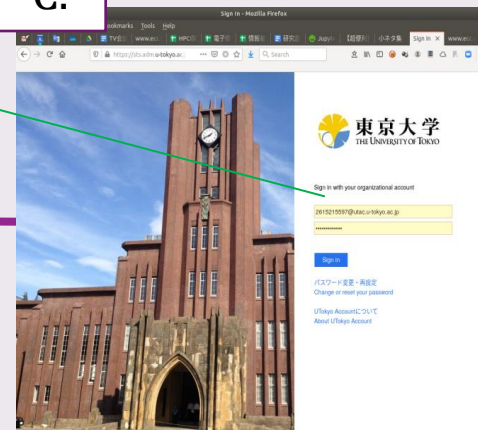 C.
Sign In - Mozilla Firefox
ookmarks Tools Help
Sign In ×
https://sts.adm.u-tokyo.ac.j
Search
東京大学
THE UNIVERSITY OF TOKYO
Sign in with your organizational account
2615215597@utac.u-tokyo.ac.jp
Sign in
パスワード変更・再設定
Change or reset your password
UTokyo Accountについて
About UTokyo Account